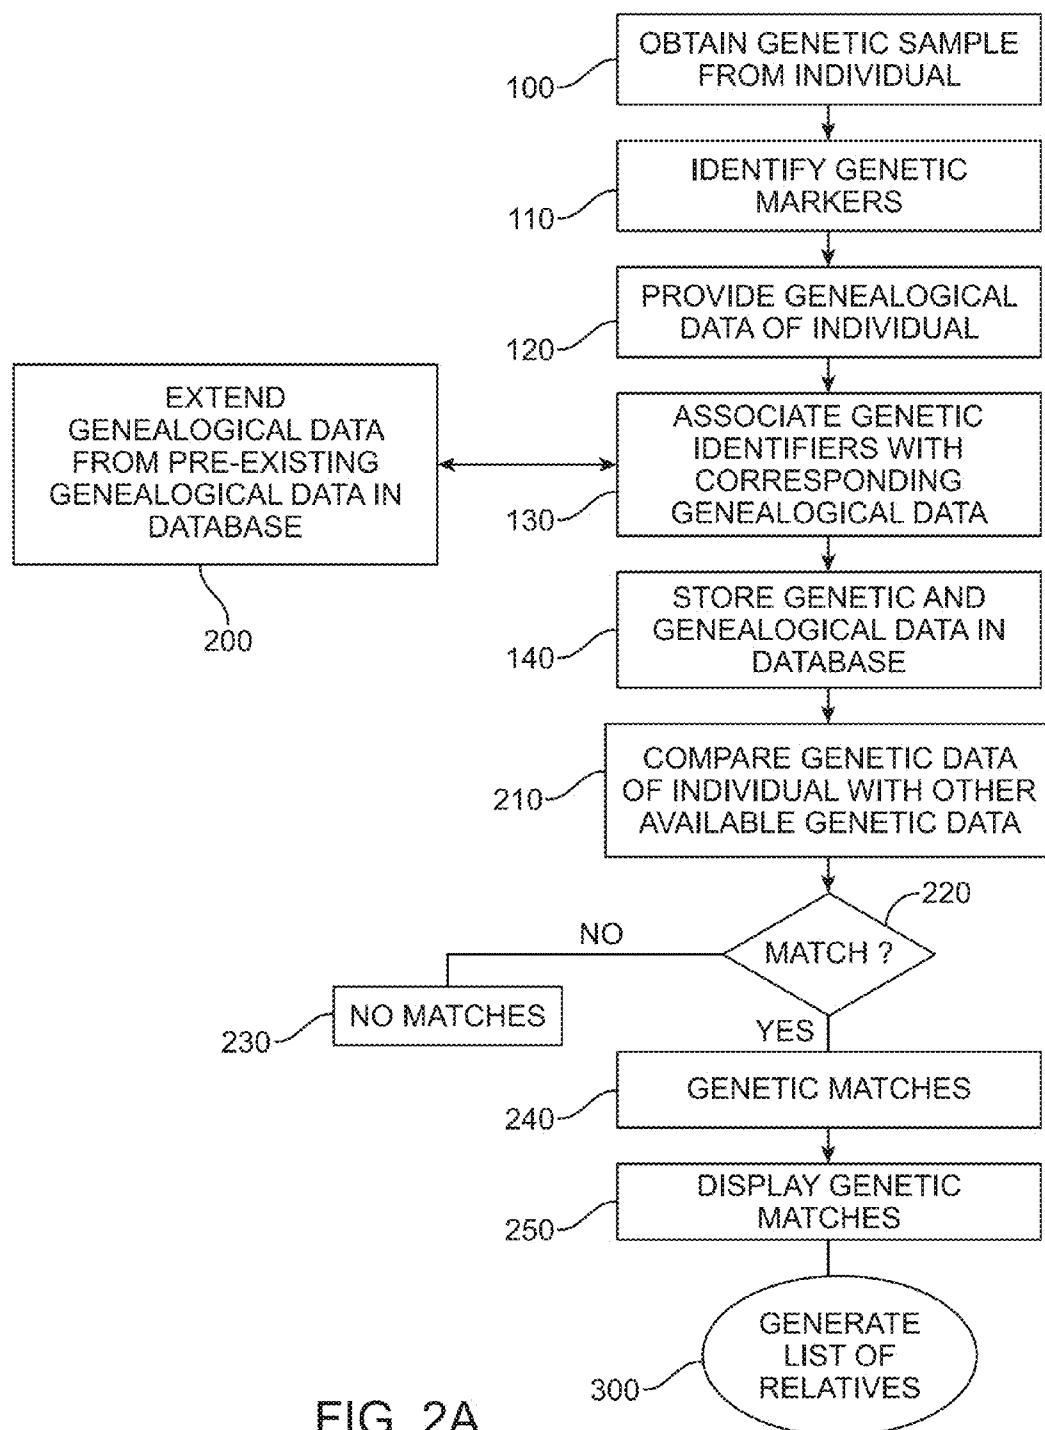 OBTAIN GENETIC SAMPLE
FROM INDIVIDUAL
100
IDENTIFY GENETIC
MARKERS
110
PROVIDE GENEALOGICAL
DATA OF INDIVIDUAL
120
EXTEND
GENEALOGICAL DATA
FROM PRE-EXISTING
GENEALOGICAL DATA IN
DATABASE
200
ASSOCIATE GENETIC
IDENTIFIERS WITH
CORRESPONDING
GENEALOGICAL DATA
130
STORE GENETIC AND
GENEALOGICAL DATA IN
DATABASE
140
COMPARE GENETIC DATA
OF INDIVIDUAL WITH OTHER
AVAILABLE GENETIC DATA
210
220
MATCH ?
NO
NO MATCHES
230
YES
GENETIC MATCHES
240
DISPLAY GENETIC
MATCHES
250
GENERATE
LIST OF
RELATIVES
300
FIG. 2A